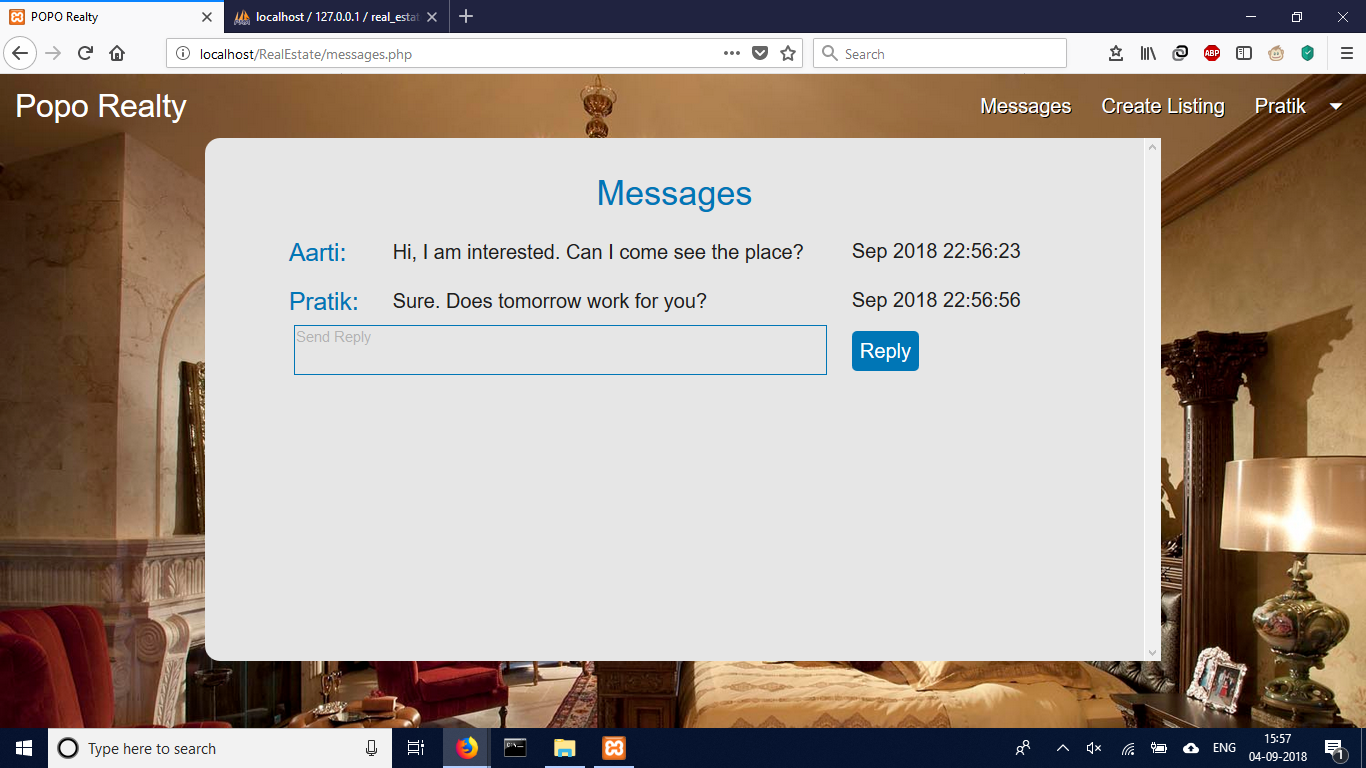 POPO Realty
localhost / 127.0.0.1 / real_esta
localhost/RealEstate/messages.php
Search
ABP
Popo Realty
Messages
Create Listing
Pratik
Messages
Aarti: Hi, I am interested. Can I come see the place? Sep 2018 22:56:23
Pratik: Sure. Does tomorrow work for you? Sep 2018 22:56:56
Send Reply
Reply
Type here to search
ENG
15:57
04-09-2018
1